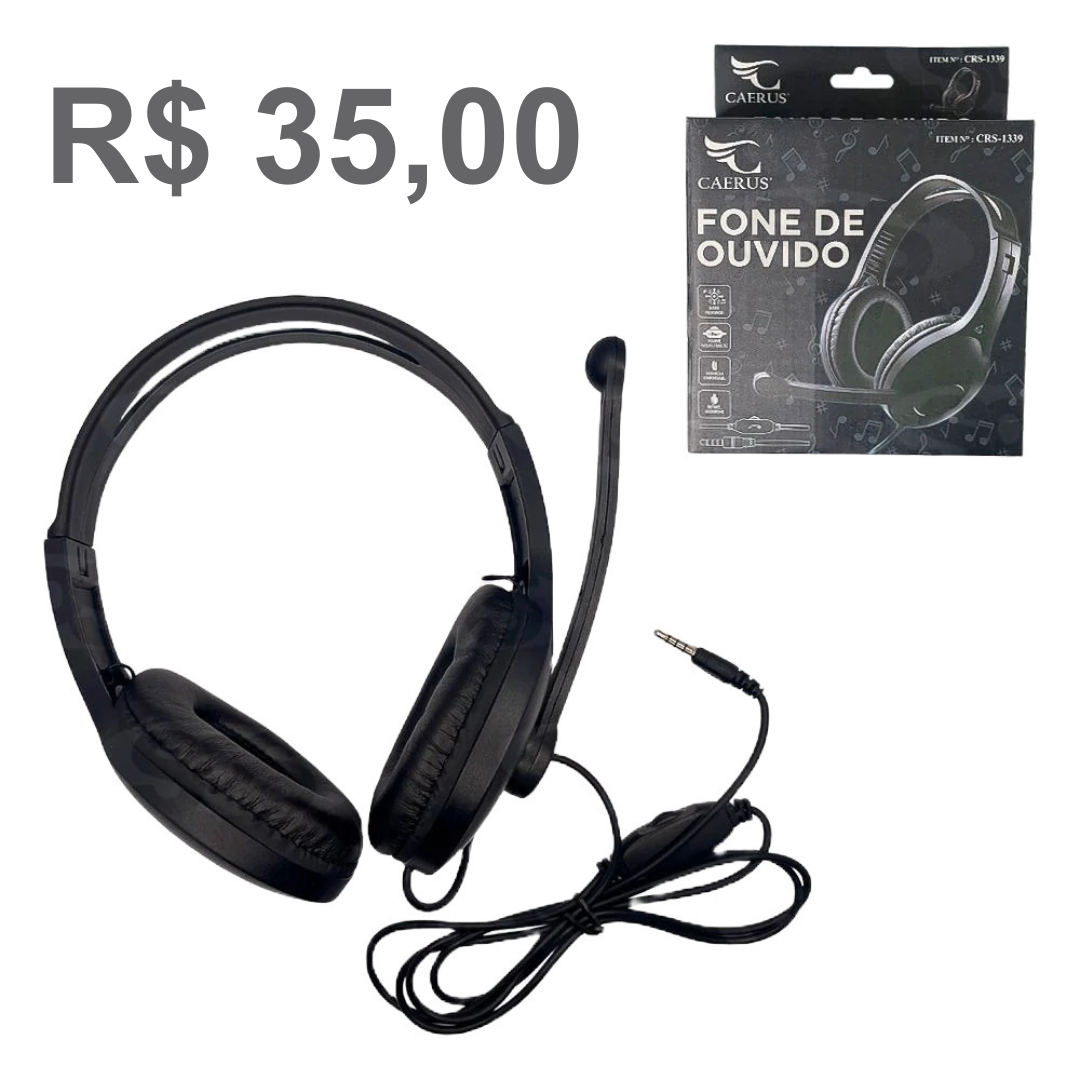 R$ 35,00
CAERUS
ITEM Nº : CRS-1339
CAERUS
ITEM Nº : CRS-1339
FONE DE
OUVIDO